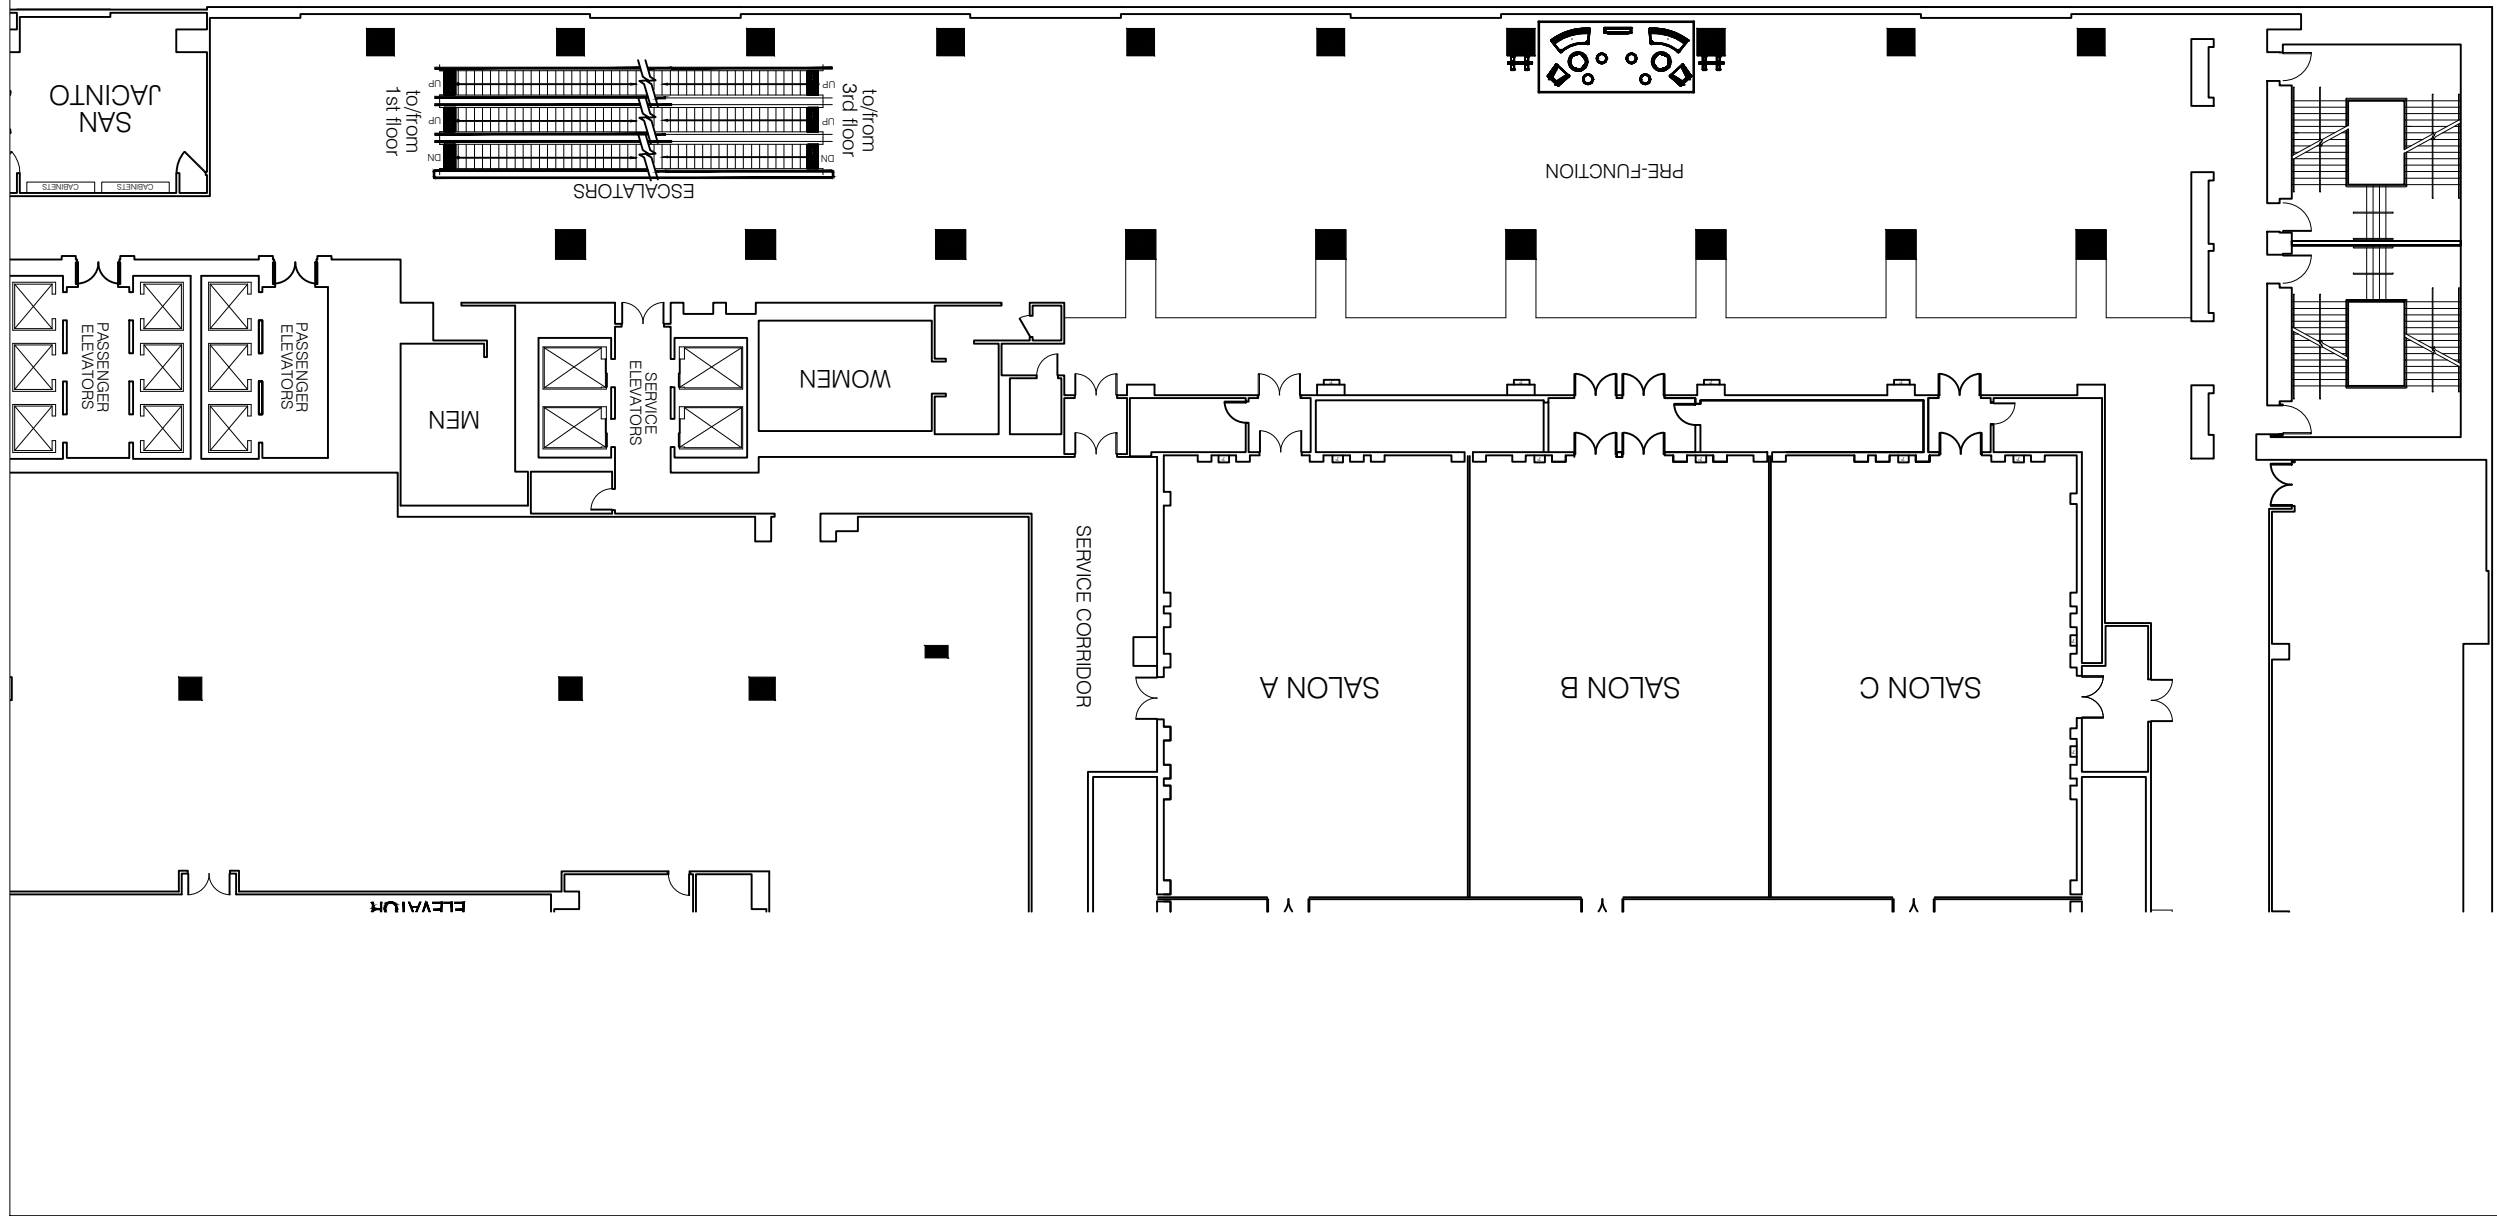 SAN
JACINTO
CABINETS
CABINETS
to/from
1st floor
UP
UP
DN
UP
UP
DN
to/from
3rd floor
ESCALATORS
PRE-FUNCTION
PASSENGER
ELEVATORS
PASSENGER
ELEVATORS
MEN
SERVICE
ELEVATORS
WOMEN
SERVICE CORRIDOR
SALON A
SALON B
SALON C
ELEVATOR